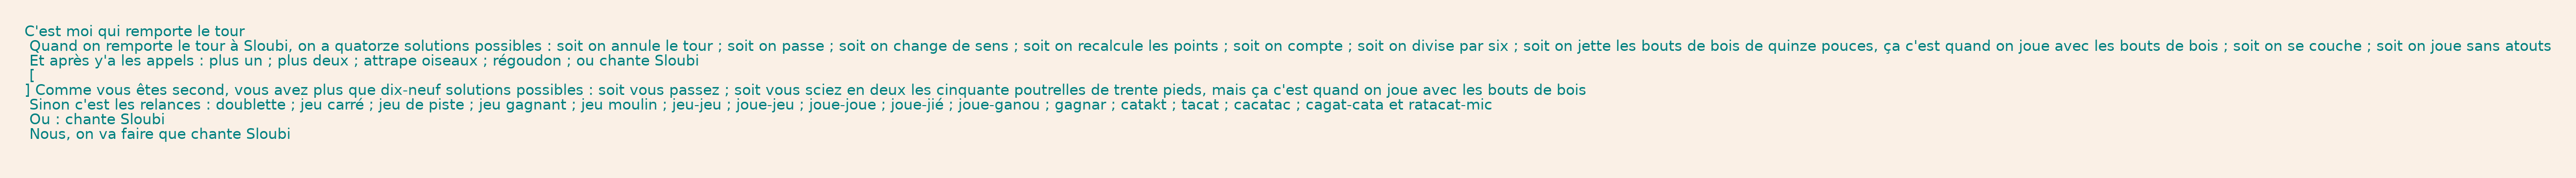 C'est moi qui remporte le tour
Quand on remporte le tour à Sloubi, on a quatorze solutions possibles : soit on annule le tour ; soit on passe ; soit on change de sens ; soit on recalcule les points ; soit on compte ; soit on divise par six ; soit on jette les bouts de bois de quinze pouces, ça c'est quand on joue avec les bouts de bois ; soit on se couche ; soit on joue sans atouts
Et après y'a les appels : plus un ; plus deux ; attrape oiseaux ; régoudon ; ou chante Sloubi
[
] Comme vous êtes second, vous avez plus que dix-neuf solutions possibles : soit vous passez ; soit vous sciez en deux les cinquante poutrelles de trente pieds, mais ça c'est quand on joue avec les bouts de bois
Sinon c'est les relances : doublette ; jeu carré ; jeu de piste ; jeu gagnant ; jeu moulin ; jeu-jeu ; joue-jeu ; joue-joue ; joue-jié ; joue-ganou ; gagnar ; catakt ; tacat ; cacatac ; cagat-cata et ratacat-mic
Ou : chante Sloubi
Nous, on va faire que chante Sloubi